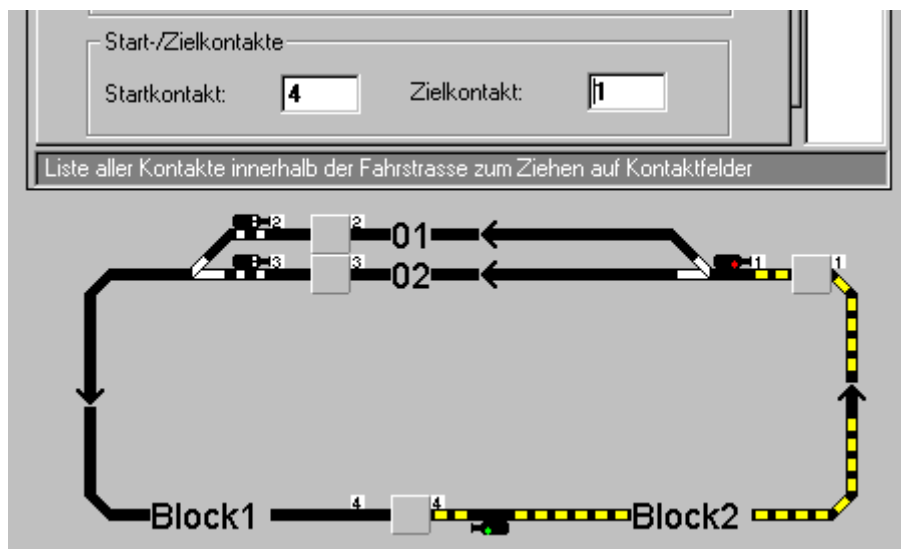 Start-/Zielkontakte
Startkontakt: 4 Zielkontakt: 1
Liste aller Kontakte innerhalb der Fahrstrasse zum Ziehen auf Kontaktfelder
2 2 01
3 3 02 1 1
Block1 4 4 Block2